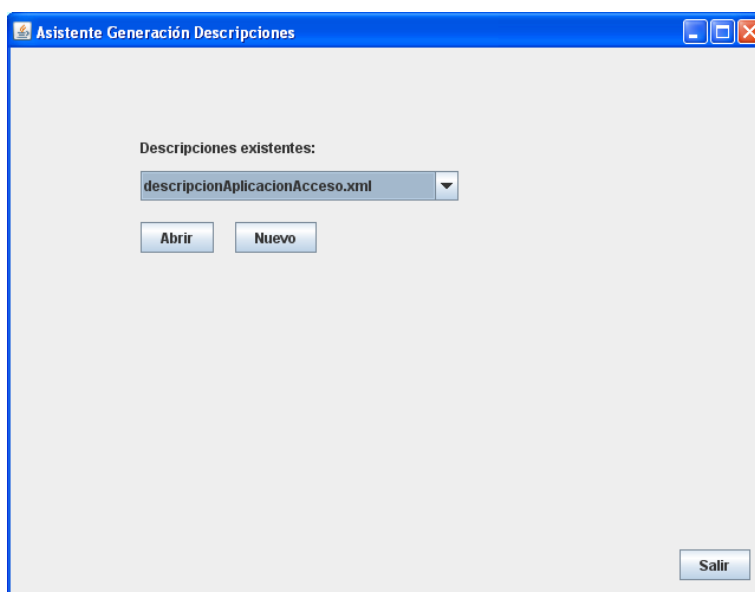 Asistente Generación Descripciones
Descripciones existentes:
descripcionAplicacionAcceso.xml
Abrir Nuevo
Salir